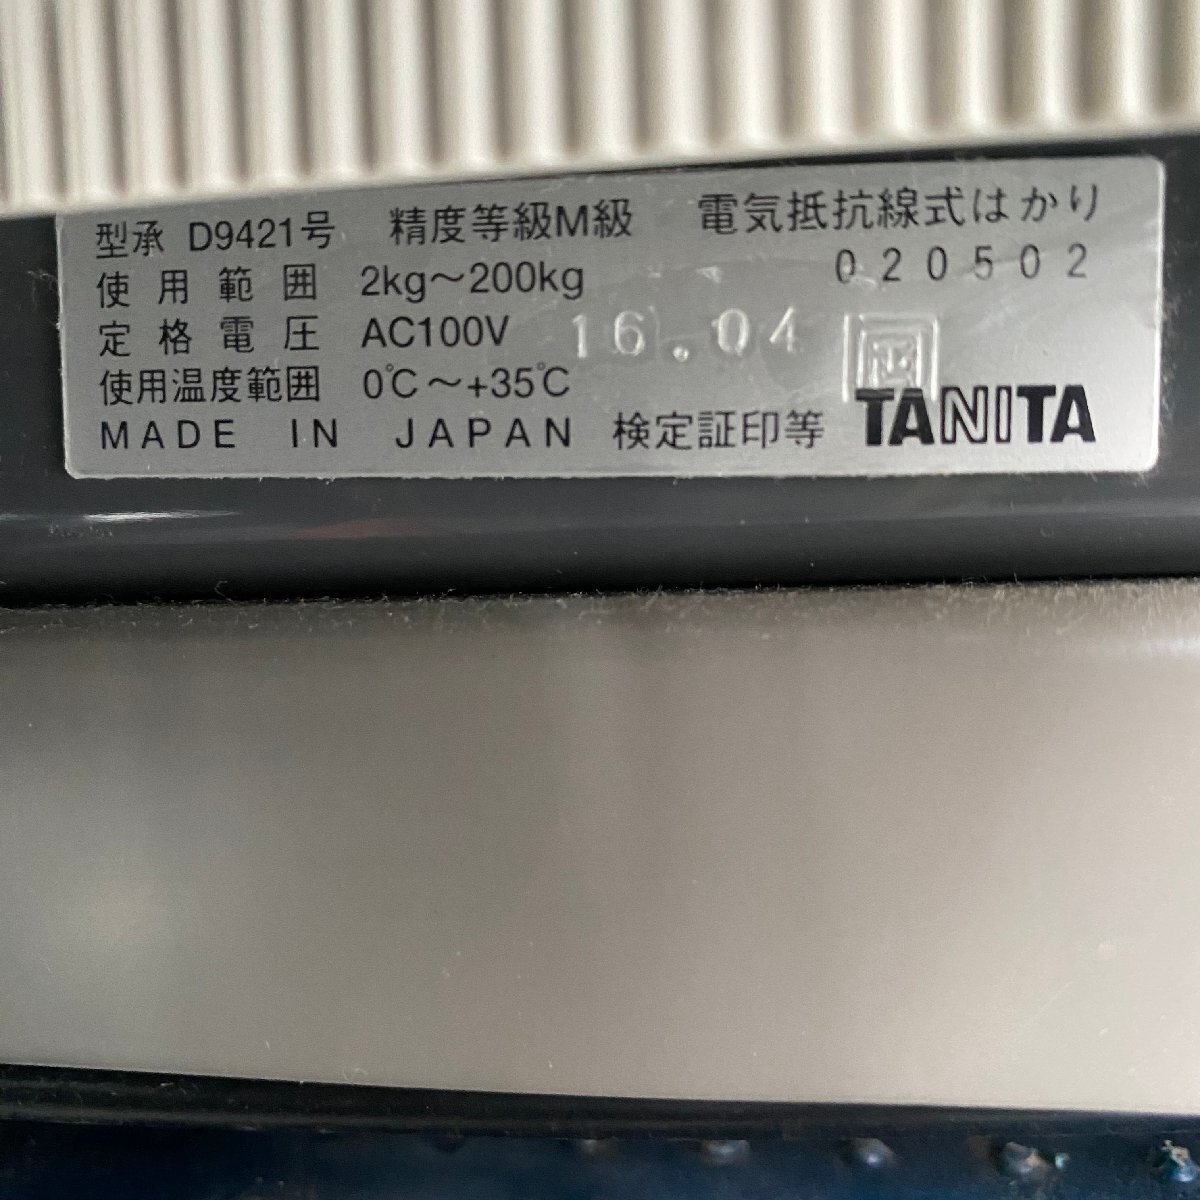 型承 D9421号 精度等級M級 電気抵抗線式はかり
020502
使用範囲 2kg～200kg
定格電圧 AC100V 16.04
使用温度範囲 0℃～+35℃
MADE IN JAPAN 検定証印等 TANITA